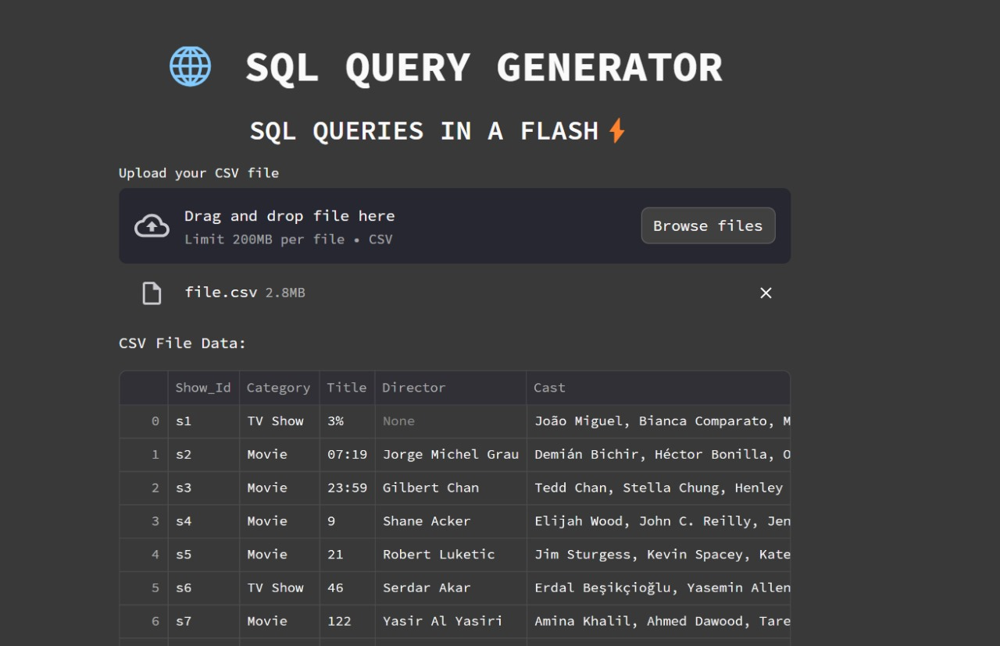 SQL QUERY GENERATOR
SQL QUERIES IN A FLASH
Upload your CSV file
Drag and drop file here
Limit 200MB per file • CSV
Browse files
file.csv 2.8MB
CSV File Data:
Show_Id Category Title Director Cast
0 s1 TV Show 3% None João Miguel, Bianca Comparato, M
1 s2 Movie 07:19 Jorge Michel Grau Demián Bichir, Héctor Bonilla, O
2 s3 Movie 23:59 Gilbert Chan Tedd Chan, Stella Chung, Henley
3 s4 Movie 9 Shane Acker Elijah Wood, John C. Reilly, Jen
4 s5 Movie 21 Robert Luketic Jim Sturgess, Kevin Spacey, Kate
5 s6 TV Show 46 Serdar Akar Erdal Beşikçioğlu, Yasemin Allen
6 s7 Movie 122 Yasir Al Yasiri Amina Khalil, Ahmed Dawood, Tare